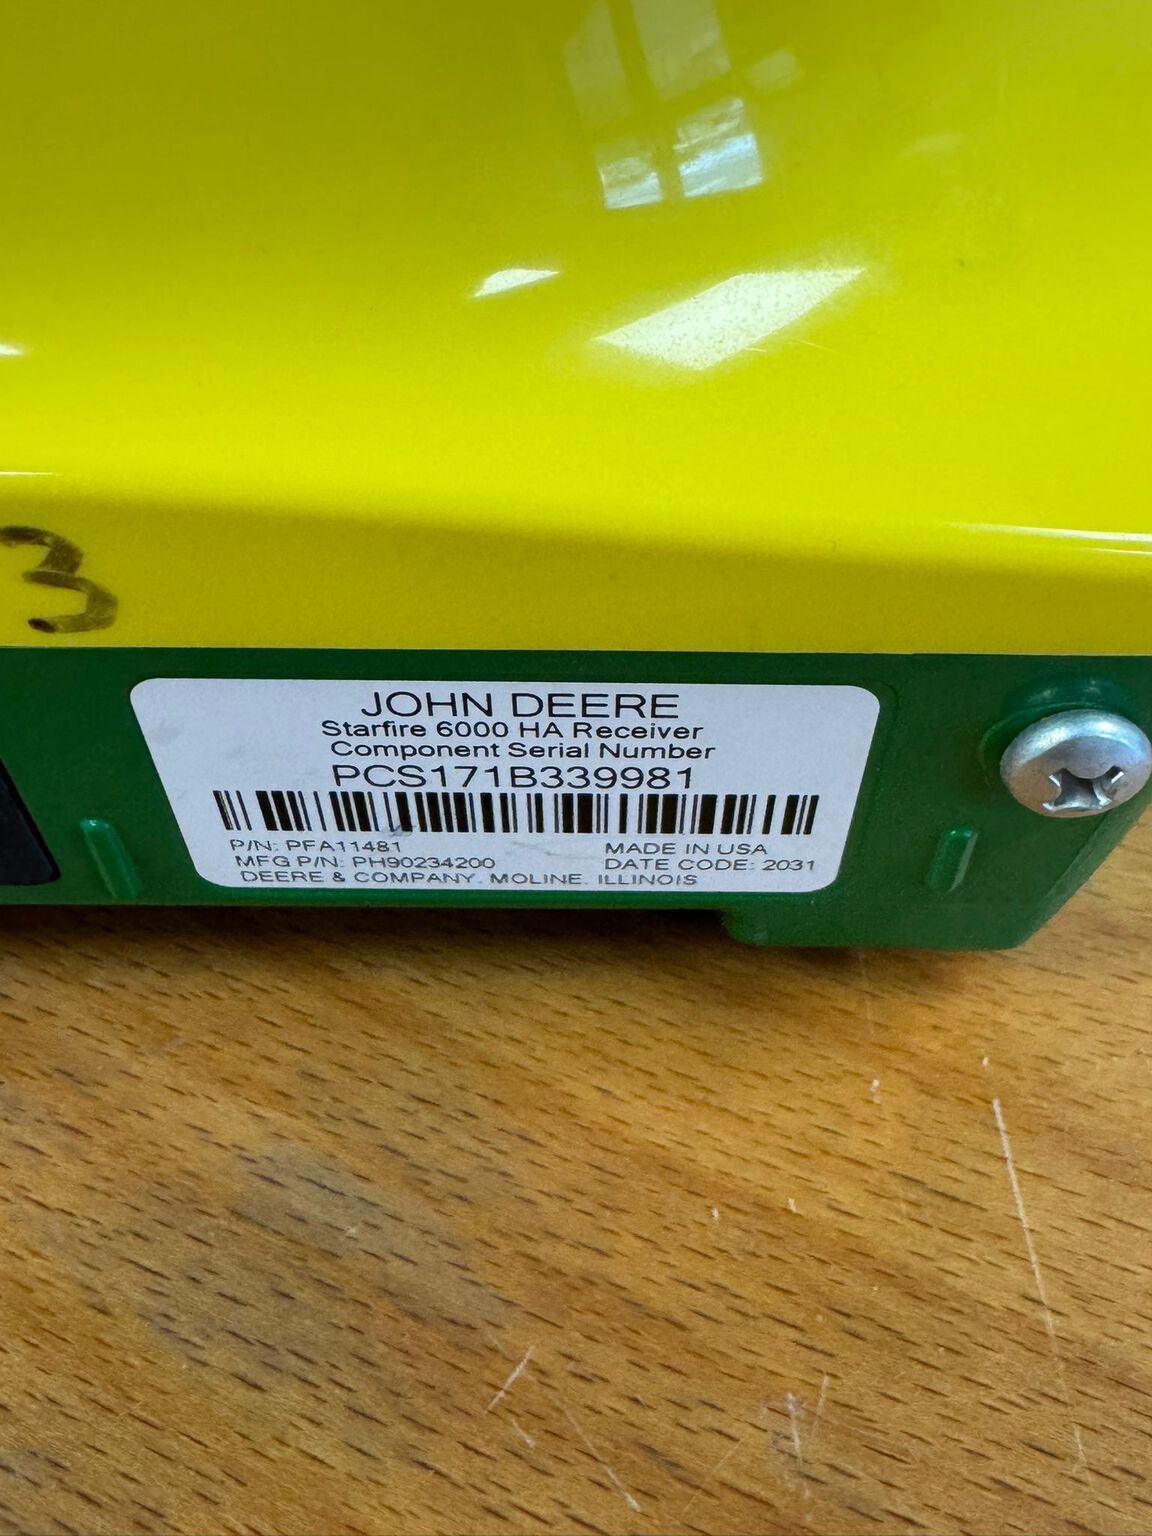 3
JOHN DEERE
Starfire 6000 HA Receiver
Component Serial Number
PCS171B339981
P/N: PFA11481
MADE IN USA
MFG P/N: PH90234200
DATE CODE: 2031
DEERE & COMPANY, MOLINE, ILLINOIS